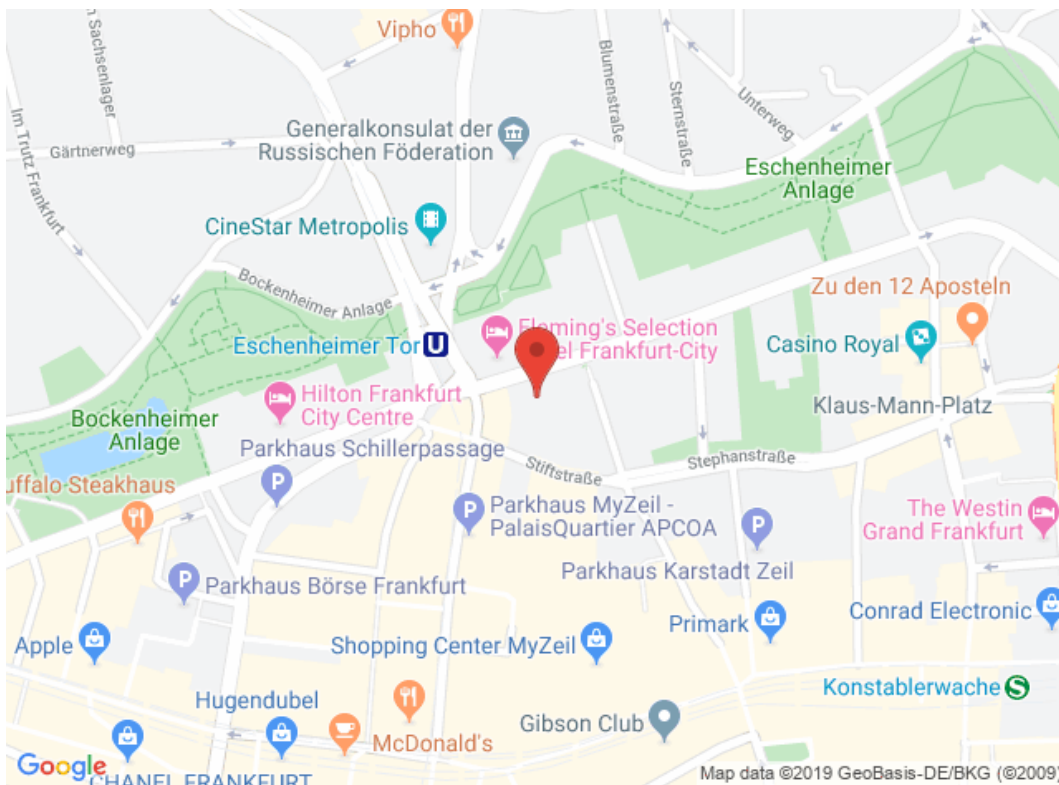 Vipho
n Sachsenlager
Im Trutz Frankfurt
Gärtnerweg
Blumenstraße
Sternstraße
Unterweg
Generalkonsulat der
Russischen Föderation
Eschenheimer
Anlage
CineStar Metropolis
Bockenheimer Anlage
Zu den 12 Aposteln
Fleming's Selection
el Frankfurt-City
Eschenheimer Tor
U
Casino Royal
Hilton Frankfurt
City Centre
Klaus-Mann-Platz
Bockenheimer
Anlage
Parkhaus Schillerpassage
P
Stiftstraße
Stephanstraße
uffalo-Steakhaus
P
Parkhaus MyZeil -
PalaisQuartier APCOA
P
The Westin
Grand Frankfurt
Parkhaus Karstadt Zeil
P
Parkhaus Börse Frankfurt
Conrad Electronic
Primark
Apple
Shopping Center MyZeil
Konstablerwache
S
Hugendubel
Gibson Club
McDonald's
Google
CHANEL FRANKFURT
Map data ©2019 GeoBasis-DE/BKG (©2009)